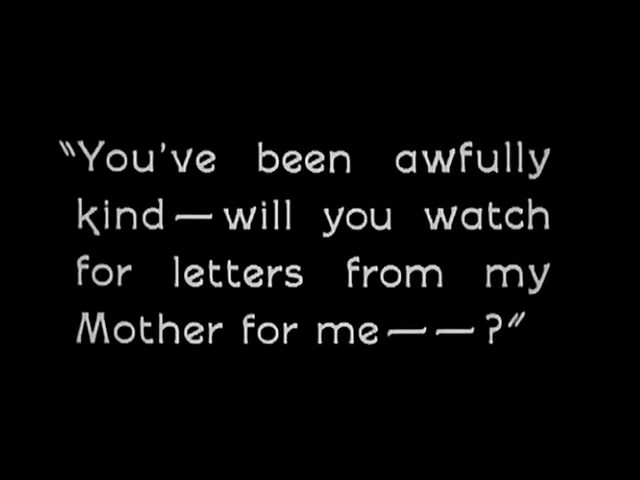 "You've been awfully
kind — will you watch
for letters from my
Mother for me — — ?"